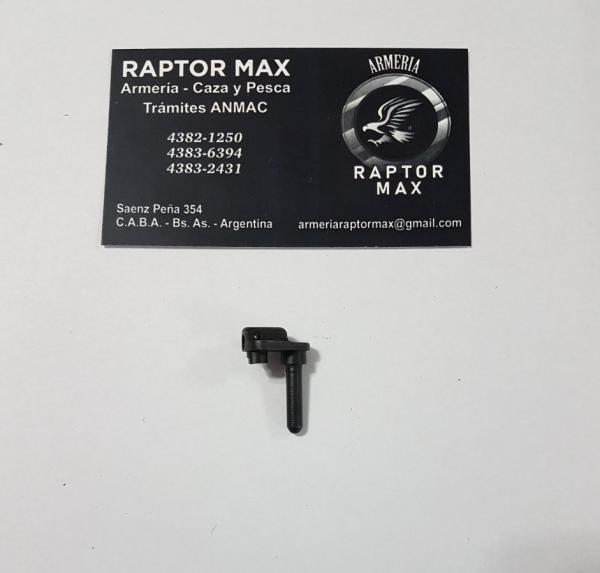 RAPTOR MAX
Armería - Caza y Pesca
Trámites ANMAC
4382-1250
4383-6394
4383-2431
Saenz Peña 354
C.A.B.A. - Bs. As. - Argentina
ARMERIA
RAPTOR
MAX
armeriaraptormax@gmail.com